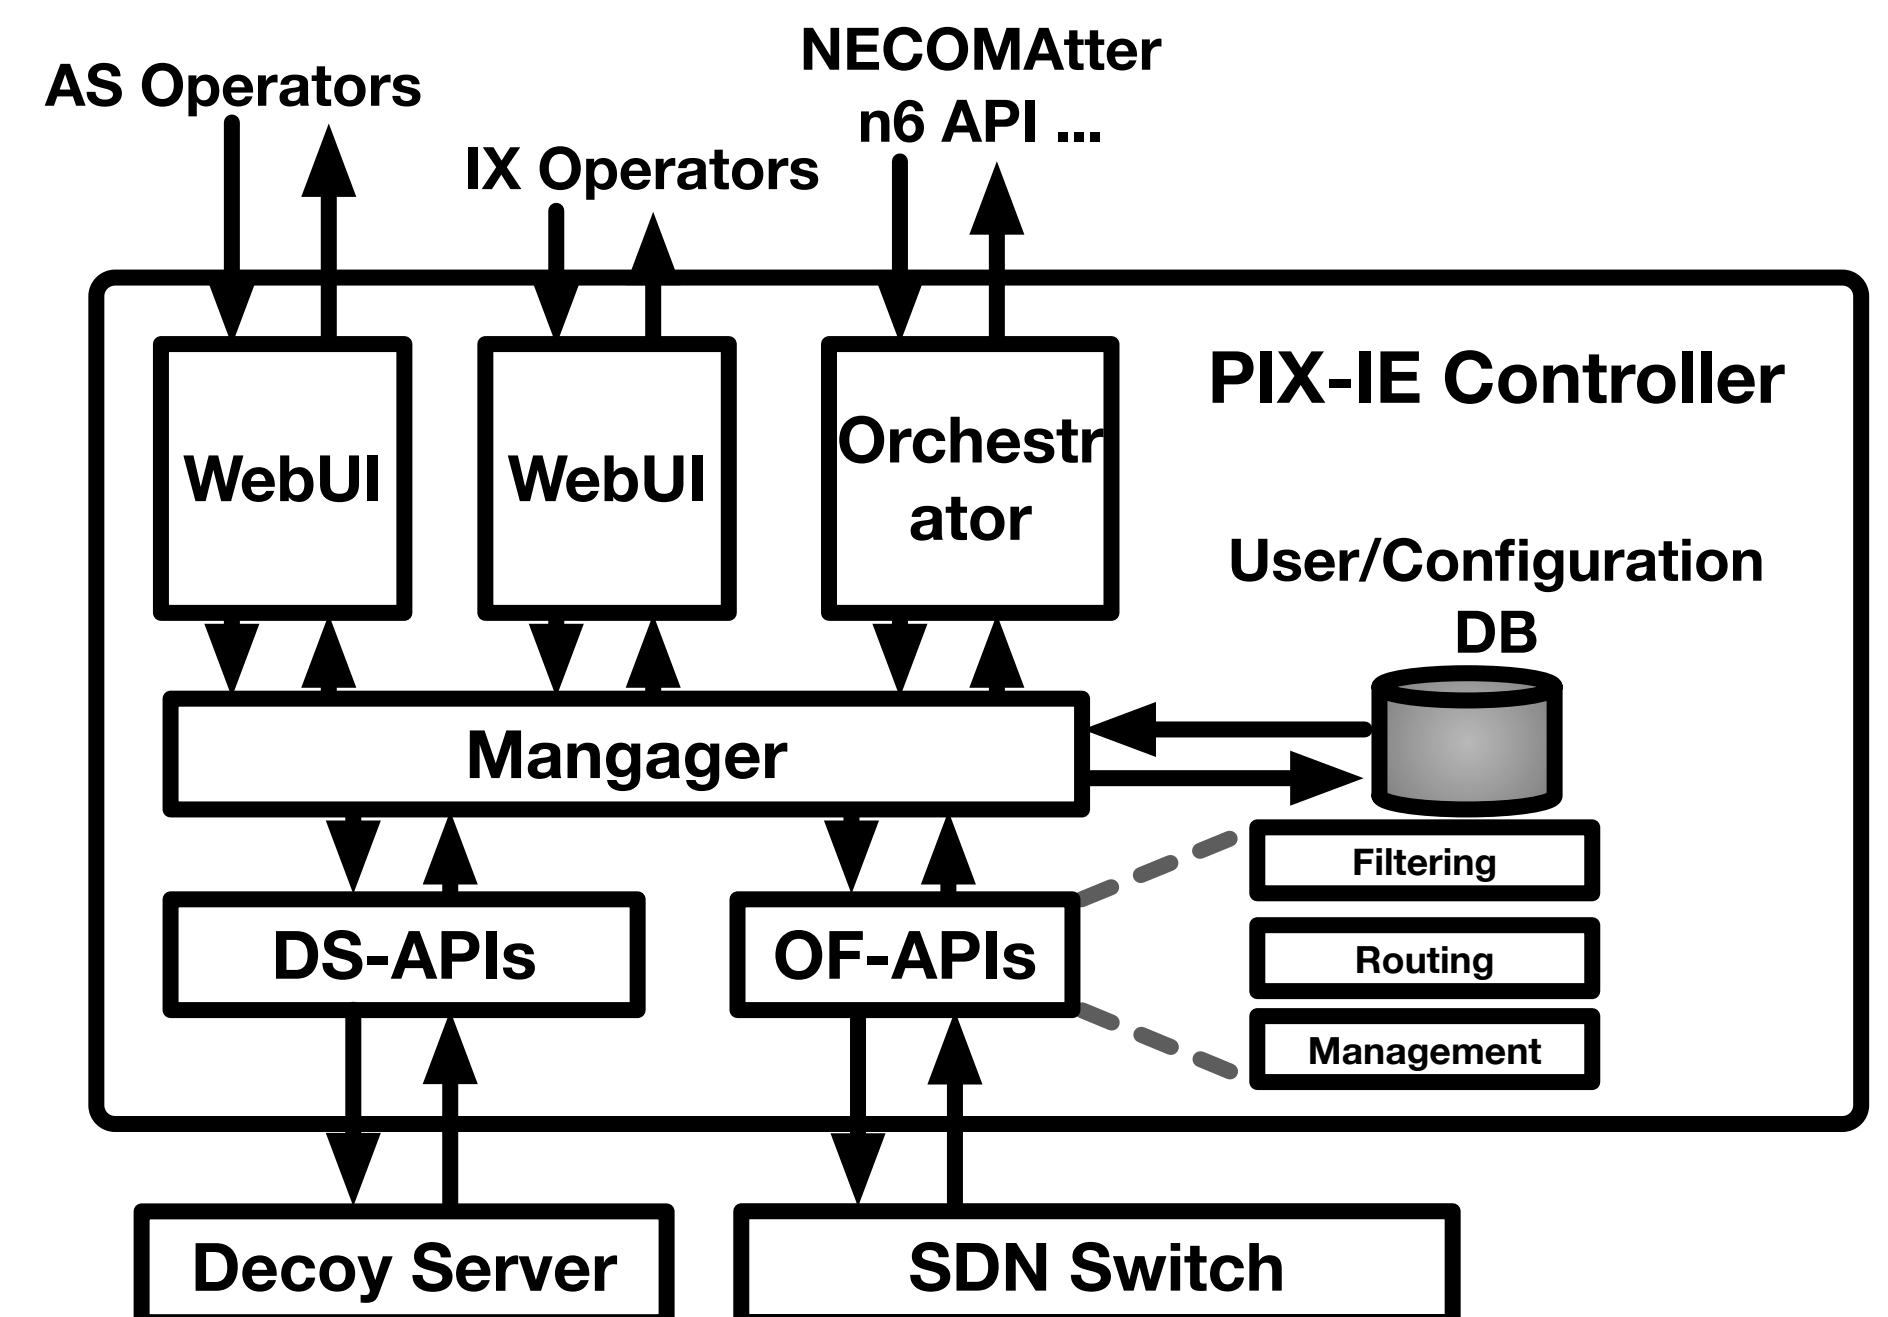 NECOMAtter
n6 API ...
AS Operators
IX Operators
PIX-IE Controller
WebUI
WebUI
Orchestr
ator
User/Configuration
DB
Mangager
Filtering
DS-APIs
OF-APIs
Routing
Management
Decoy Server
SDN Switch